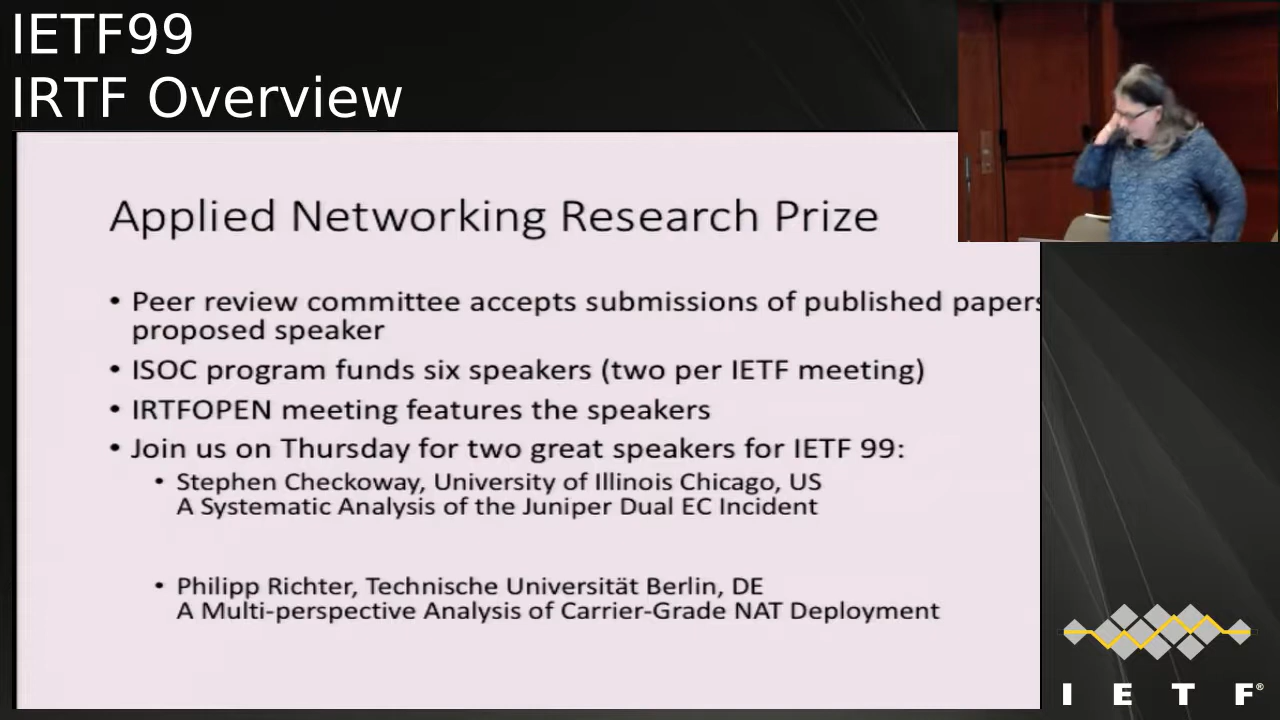 IETF99
IRTF Overview
Applied Networking Research Prize
• Peer review committee accepts submissions of published papers
proposed speaker
• ISOC program funds six speakers (two per IETF meeting)
• IRTFOPEN meeting features the speakers
• Join us on Thursday for two great speakers for IETF 99:
• Stephen Checkoway, University of Illinois Chicago, US
A Systematic Analysis of the Juniper Dual EC Incident
• Philipp Richter, Technische Universität Berlin, DE
A Multi-perspective Analysis of Carrier-Grade NAT Deployment
I E T F®